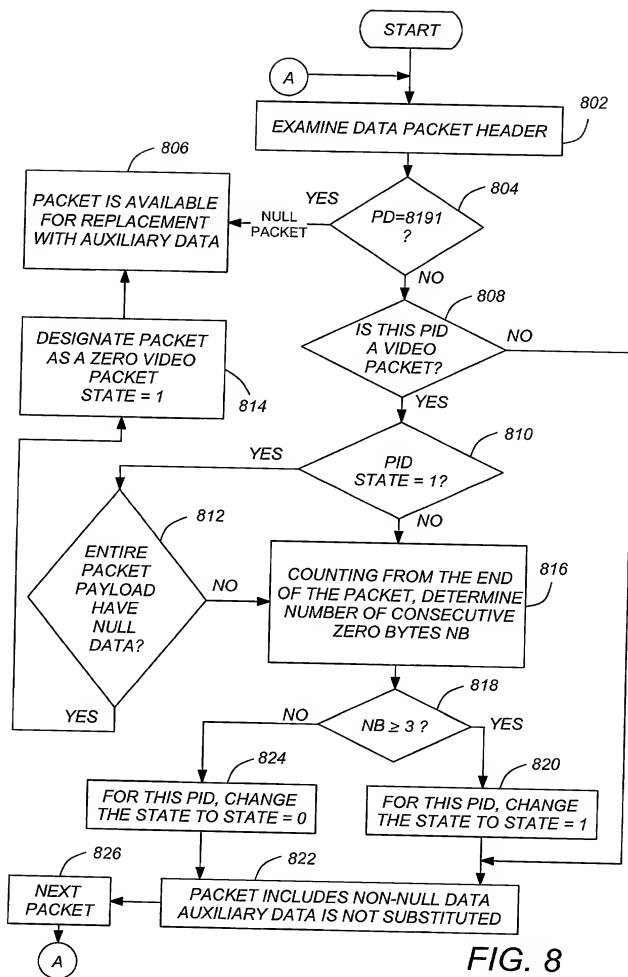 START
A
802
EXAMINE DATA PACKET HEADER
806
804
PACKET IS AVAILABLE
FOR REPLACEMENT
WITH AUXILIARY DATA
YES
NULL
PACKET
PD=8191
?
NO
808
DESIGNATE PACKET
AS A ZERO VIDEO
PACKET
STATE = 1
814
IS THIS PID
A VIDEO
PACKET?
NO
YES
810
YES
PID
STATE = 1?
812
NO
ENTIRE
PACKET
PAYLOAD
HAVE
NULL
DATA?
NO
COUNTING FROM THE END
OF THE PACKET, DETERMINE
NUMBER OF CONSECUTIVE
ZERO BYTES NB
816
YES
818
NO
NB ≥ 3 ?
YES
824
820
FOR THIS PID, CHANGE
THE STATE TO STATE = 0
FOR THIS PID, CHANGE
THE STATE TO STATE = 1
826
822
NEXT
PACKET
PACKET INCLUDES NON-NULL DATA
AUXILIARY DATA IS NOT SUBSTITUTED
A
FIG. 8